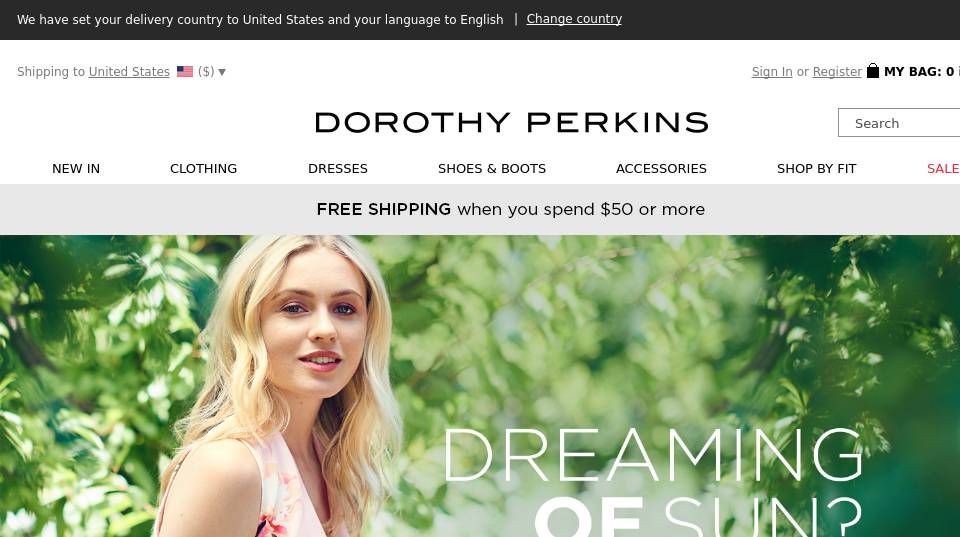 We have set your delivery country to United States and your language to English | Change country
Shipping to United States ($) ▼
Sign In or Register MY BAG: 0
DOROTHY PERKINS
Search
NEW IN CLOTHING DRESSES SHOES & BOOTS ACCESSORIES SHOP BY FIT SALE
FREE SHIPPING when you spend $50 or more
DREAMING
OF SUN?